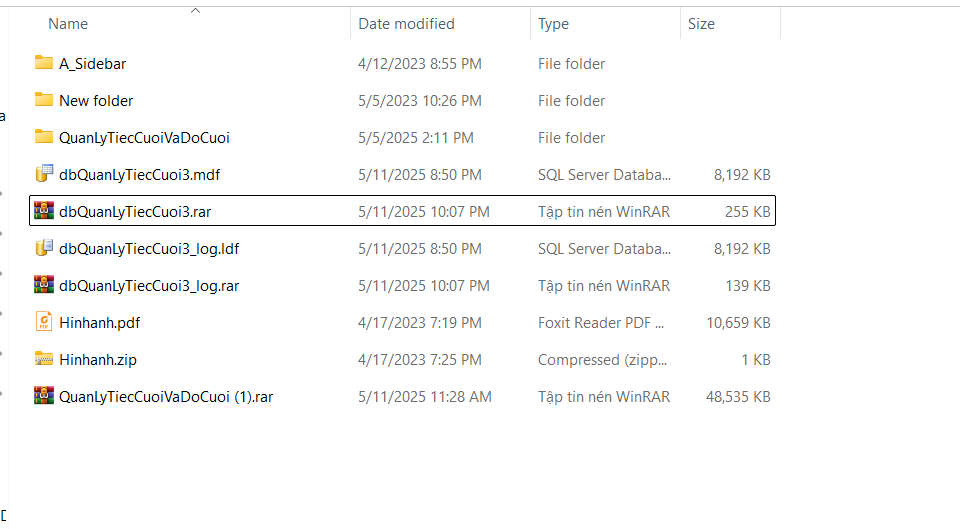 Name Date modified Type Size
A_Sidebar 4/12/2023 8:55 PM File folder
New folder 5/5/2023 10:26 PM File folder
QuanLyTiecCuoiVaDoCuoi 5/5/2025 2:11 PM File folder
dbQuanLyTiecCuoi3.mdf 5/11/2025 8:50 PM SQL Server Databa... 8,192 KB
dbQuanLyTiecCuoi3.rar 5/11/2025 10:07 PM Tập tin nén WinRAR 255 KB
dbQuanLyTiecCuoi3_log.ldf 5/11/2025 8:50 PM SQL Server Databa... 8,192 KB
dbQuanLyTiecCuoi3_log.rar 5/11/2025 10:07 PM Tập tin nén WinRAR 139 KB
Hinhanh.pdf 4/17/2023 7:19 PM Foxit Reader PDF ... 10,659 KB
Hinhanh.zip 4/17/2023 7:25 PM Compressed (zipp... 1 KB
QuanLyTiecCuoiVaDoCuoi (1).rar 5/11/2025 11:28 AM Tập tin nén WinRAR 48,535 KB